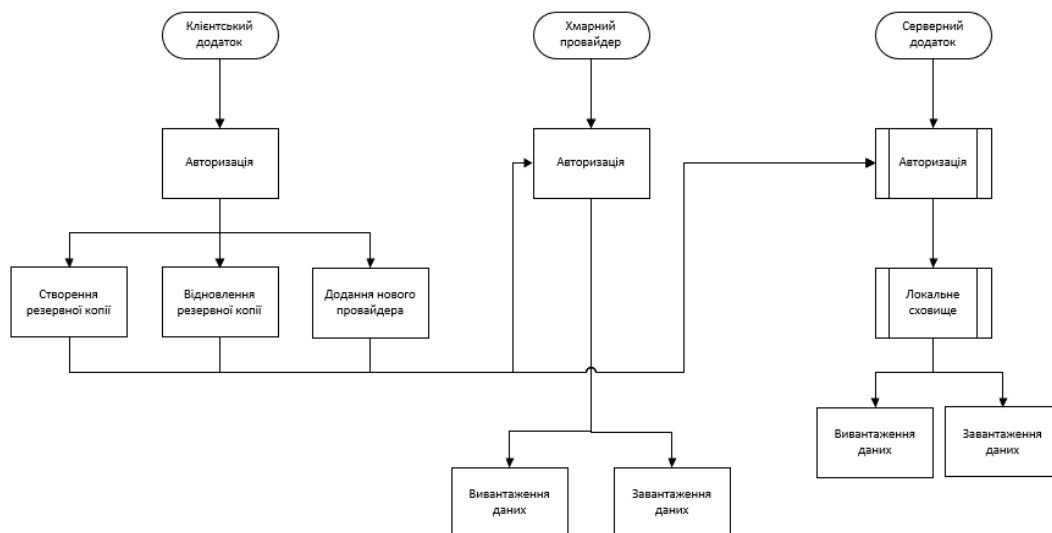 Клієнтський
додаток
Хмарний
провайдер
Серверний
додаток
Авторизація
Авторизація
Авторизація
Створення
резервної копії
Відновлення
резервної копії
Додання нового
провайдера
Локальне
сховище
Вивантаження
даних
Завантаження
даних
Вивантаження
даних
Завантаження
даних